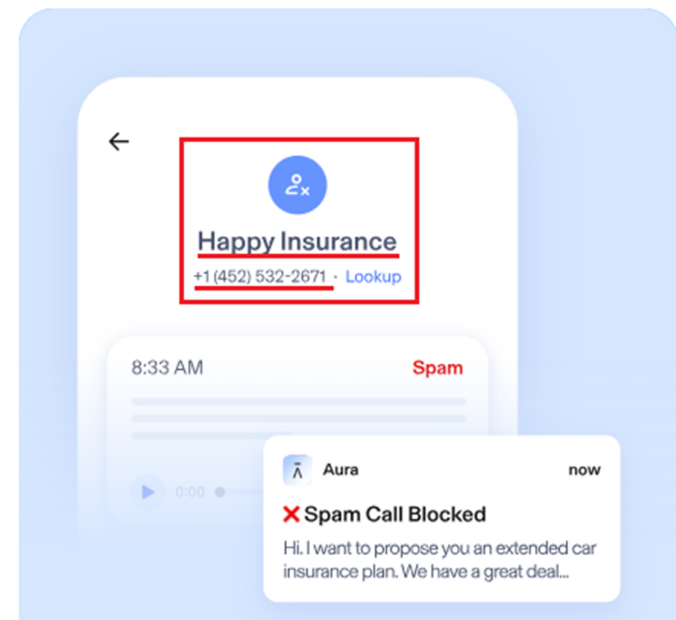 Happy Insurance
+1 (452) 532-2671 · Lookup
8:33 AM Spam
0:00
Aura now
❌ Spam Call Blocked
Hi. I want to propose you an extended car
insurance plan. We have a great deal...